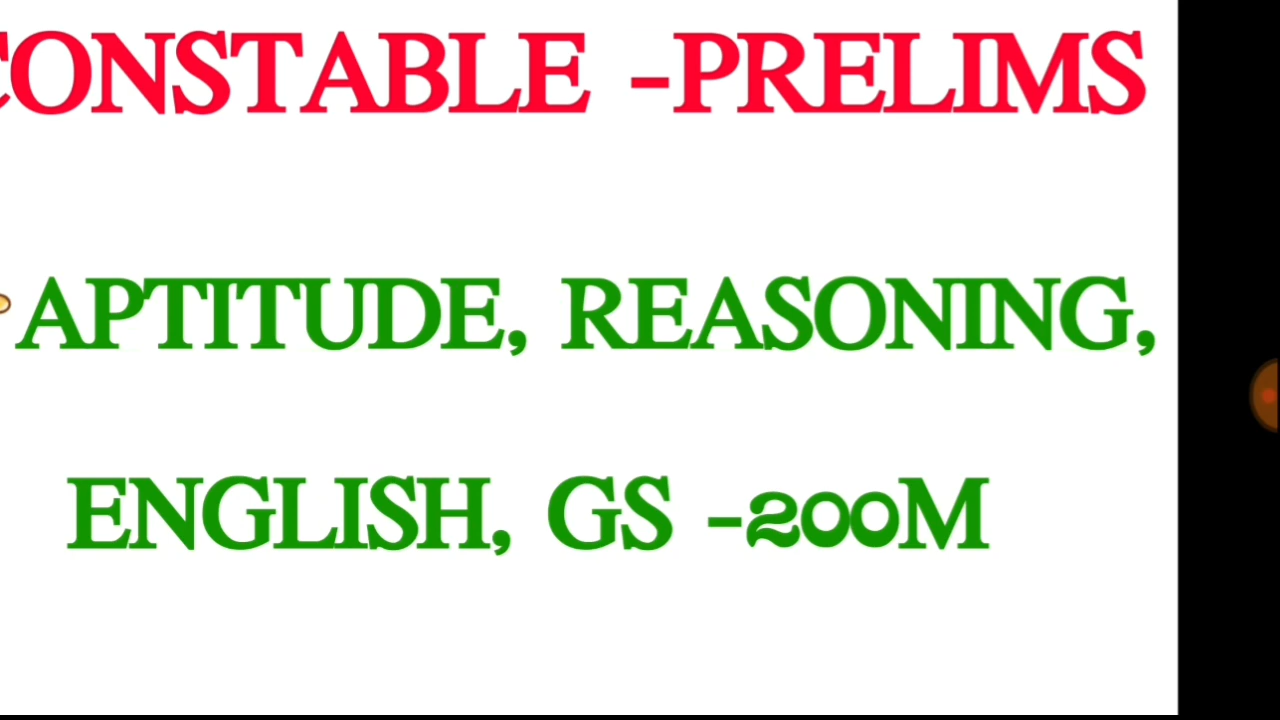 CONSTABLE -PRELIMS
APTITUDE, REASONING,
ENGLISH, GS -200M